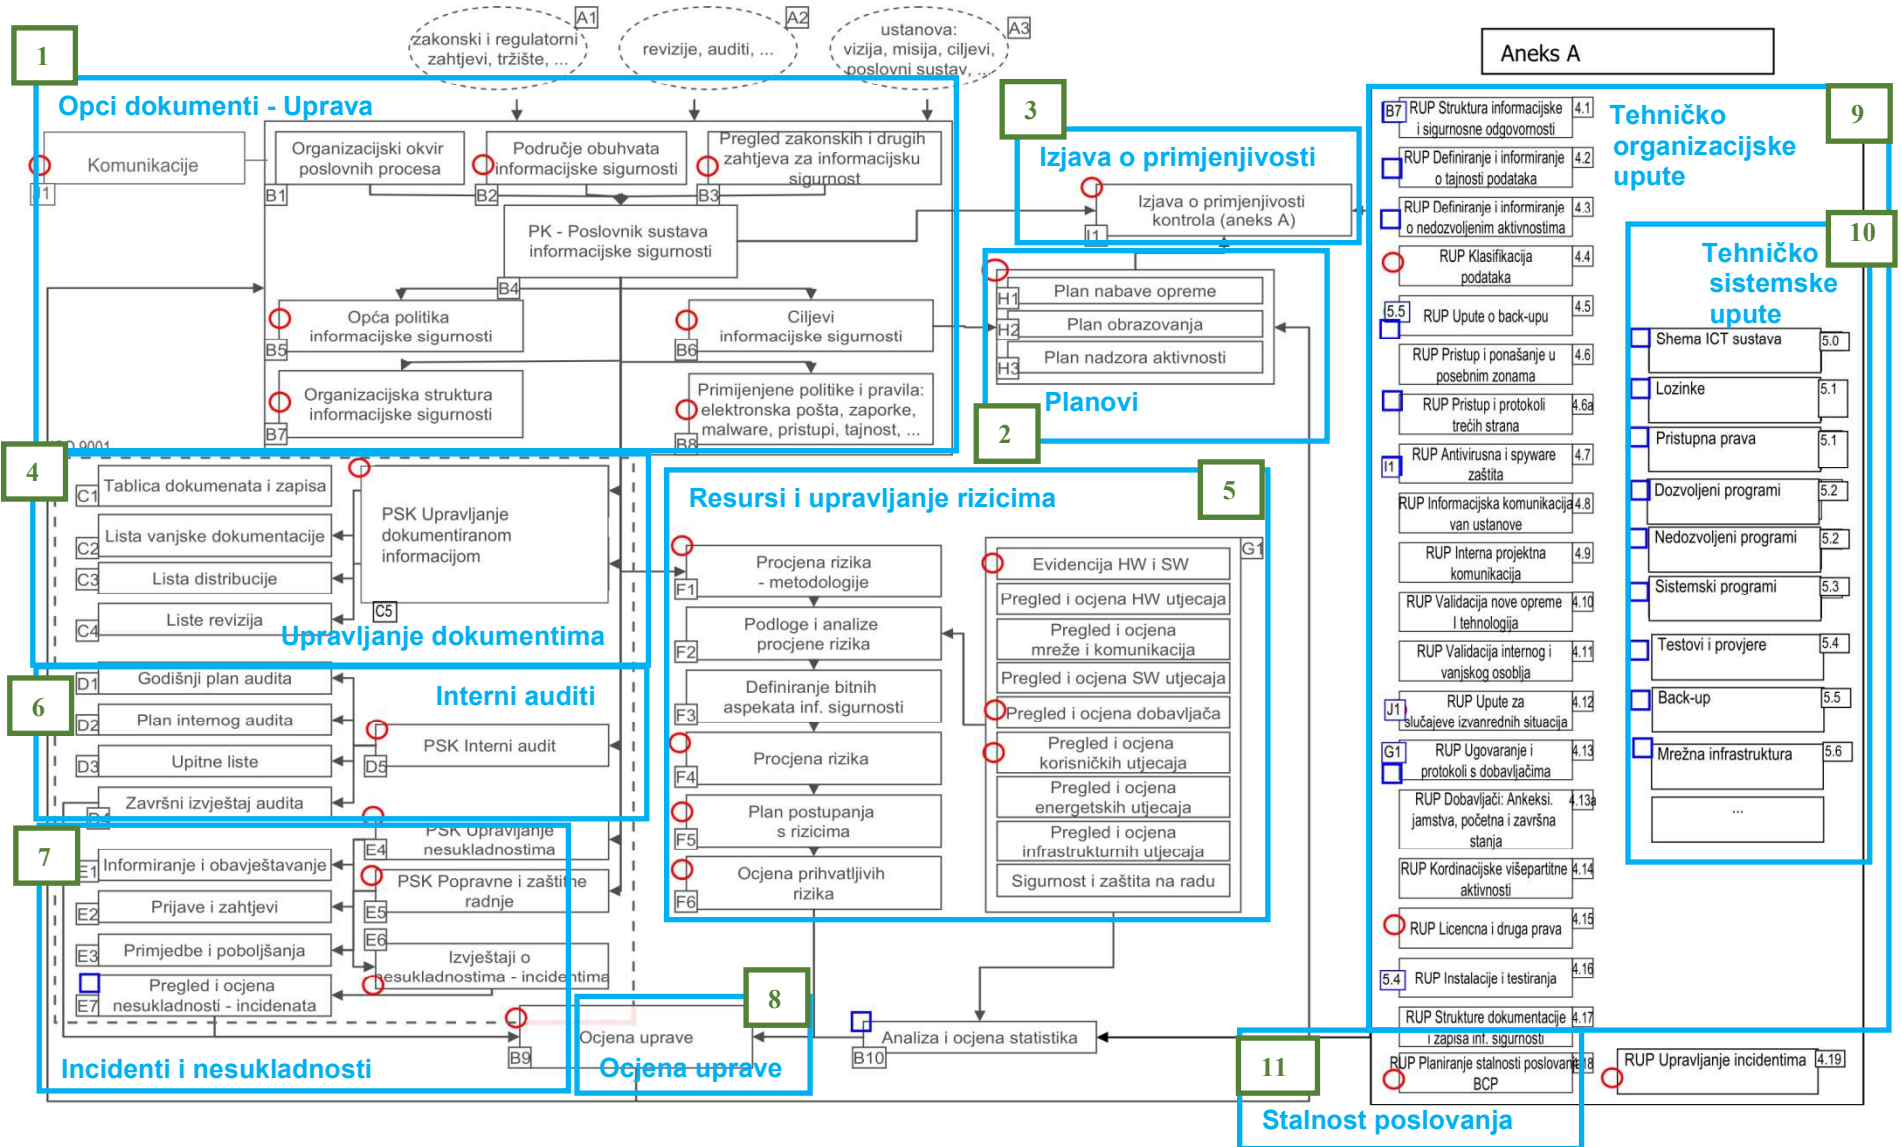 zakonski i regulatorni
zahtjevi, tržište, ...
A1
revizije, auditi, ...
A2
ustanova:
vizija, misija, ciljevi,
poslovni sustav, ...
A3
Aneks A
1
Opci dokumenti - Uprava
Komunikacije
J1
Organizacijski okvir
poslovnih procesa
B1
Područje obuhvata
informacijske sigurnosti
B2
Pregled zakonskih i drugih
zahtjeva za informacijsku
sigurnost
B3
PK - Poslovnik sustava
informacijske sigurnosti
B4
Opća politika
informacijske sigurnosti
B5
Ciljevi
informacijske sigurnosti
B6
Organizacijska struktura
informacijske sigurnosti
B7
Primijenjene politike i pravila:
elektronska pošta, zaporke,
malware, pristupi, tajnost, ...
B8
3
Izjava o primjenjivosti
Izjava o primjenjivosti
kontrola (aneks A)
I1
H1
Plan nabave opreme
H2
Plan obrazovanja
H3
Plan nadzora aktivnosti
Planovi
2
9001
4
C1
Tablica dokumenata i zapisa
C2
Lista vanjske dokumentacije
C3
Lista distribucije
C4
Liste revizija
PSK Upravljanje
dokumentiranom
informacijom
C5
Upravljanje dokumentima
5
Resursi i upravljanje rizicima
Procjena rizika
- metodologije
F1
Podloge i analize
procjene rizika
F2
Definiranje bitnih
aspekata inf. sigurnosti
F3
Procjena rizika
F4
Plan postupanja
s rizicima
F5
Ocjena prihvatljivih
rizika
F6
G1
Evidencija HW i SW
Pregled i ocjena HW utjecaja
Pregled i ocjena
mreže i komunikacija
Pregled i ocjena SW utjecaja
Pregled i ocjena dobavljača
Pregled i ocjena
korisničkih utjecaja
Pregled i ocjena
energetskih utjecaja
Pregled i ocjena
infrastrukturnih utjecaja
Sigurnost i zaštita na radu
6
Interni auditi
D1
Godišnji plan audita
D2
Plan internog audita
D3
Upitne liste
Završni izvještaj audita
D4
PSK Interni audit
D5
7
PSK Upravljanje
nesukladnostima
E4
PSK Popravne i zaštitne
radnje
E5
E6
Izvještaji o
nesukladnostima - incidentima
E1
Informiranje i obavještavanje
E2
Prijave i zahtjevi
E3
Primjedbe i poboljšanja
E7
Pregled i ocjena
nesukladnosti - incidenata
Incidenti i nesukladnosti
8
Ocjena uprave
B9
Ocjena uprave
Analiza i ocjena statistika
B10
9
Tehničko
organizacijske
upute
B7
RUP Struktura informacijske
i sigurnosne odgovornosti
4.1
RUP Definiranje i informiranje
o tajnosti podataka
4.2
RUP Definiranje i informiranje
o nedozvoljenim aktivnostima
4.3
RUP Klasifikacija
podataka
4.4
5.5
RUP Upute o back-upu
4.5
RUP Pristup i ponašanje u
posebnim zonama
4.6
RUP Pristup i protokoli
trećih strana
4.6a
I1
RUP Antivirusna i spyware
zaštita
4.7
RUP Informacijska komunikacija
van ustanove
4.8
RUP Interna projektna
komunikacija
4.9
RUP Validacija nove opreme
I tehnologija
4.10
RUP Validacija internog i
vanjskog osoblja
4.11
J1
RUP Upute za
slučajeve izvanrednih situacija
4.12
G1
RUP Ugovaranje i
protokoli s dobavljačima
4.13
RUP Dobavljači: Ankeksi.
jamstva, početna i završna
stanja
4.13a
RUP Kordinacijske višepartitne
aktivnosti
4.14
RUP Licencna i druga prava
4.15
5.4
RUP Instalacije i testiranja
4.16
RUP Strukture dokumentacije
i zapisa inf. sigurnosti
4.17
RUP Planiranje stalnosti poslovanja
BCP
4.18
RUP Upravljanje incidentima
4.19
10
Tehničko
sistemske
upute
Shema ICT sustava
5.0
Lozinke
5.1
Pristupna prava
5.1
Dozvoljeni programi
5.2
Nedozvoljeni programi
5.2
Sistemski programi
5.3
Testovi i provjere
5.4
Back-up
5.5
Mrežna infrastruktura
5.6
...
11
Stalnost poslovanja